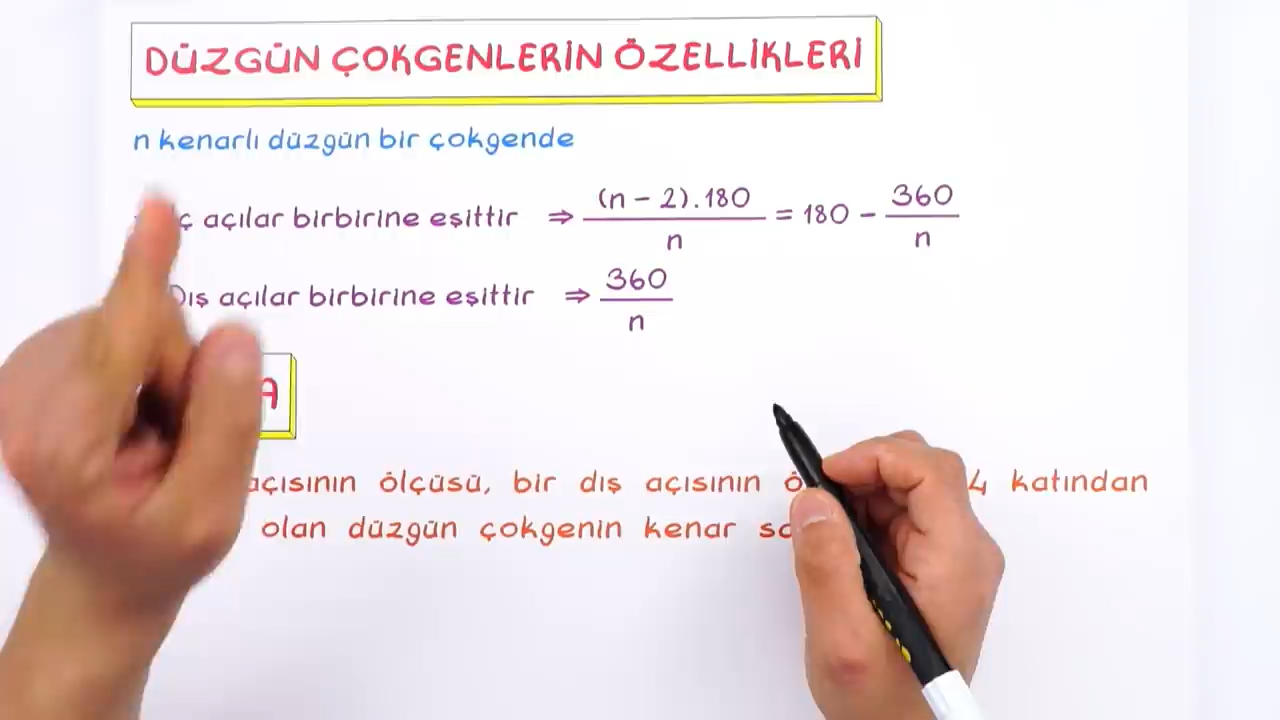 DÜZGÜN ÇOKGENLERİN ÖZELLİKLERİ
n kenarlı düzgün bir çokgende
açılar birbirine eşittir ⇒ (n - 2).180 / n = 180 - 360 / n
Dış açılar birbirine eşittir ⇒ 360 / n
açısının ölçüsü, bir dış açısının 4 katından
olan düzgün çokgenin kenar